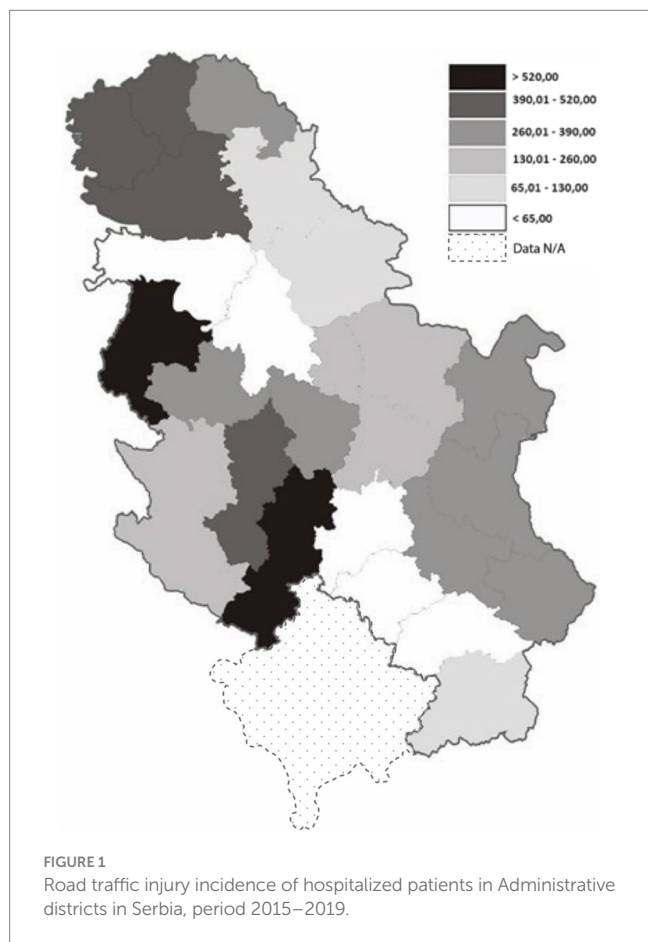 > 520,00
390,01 - 520,00
260,01 - 390,00
130,01 - 260,00
65,01 - 130,00
< 65,00
Data N/A
FIGURE 1
Road traffic injury incidence of hospitalized patients in Administrative
districts in Serbia, period 2015–2019.